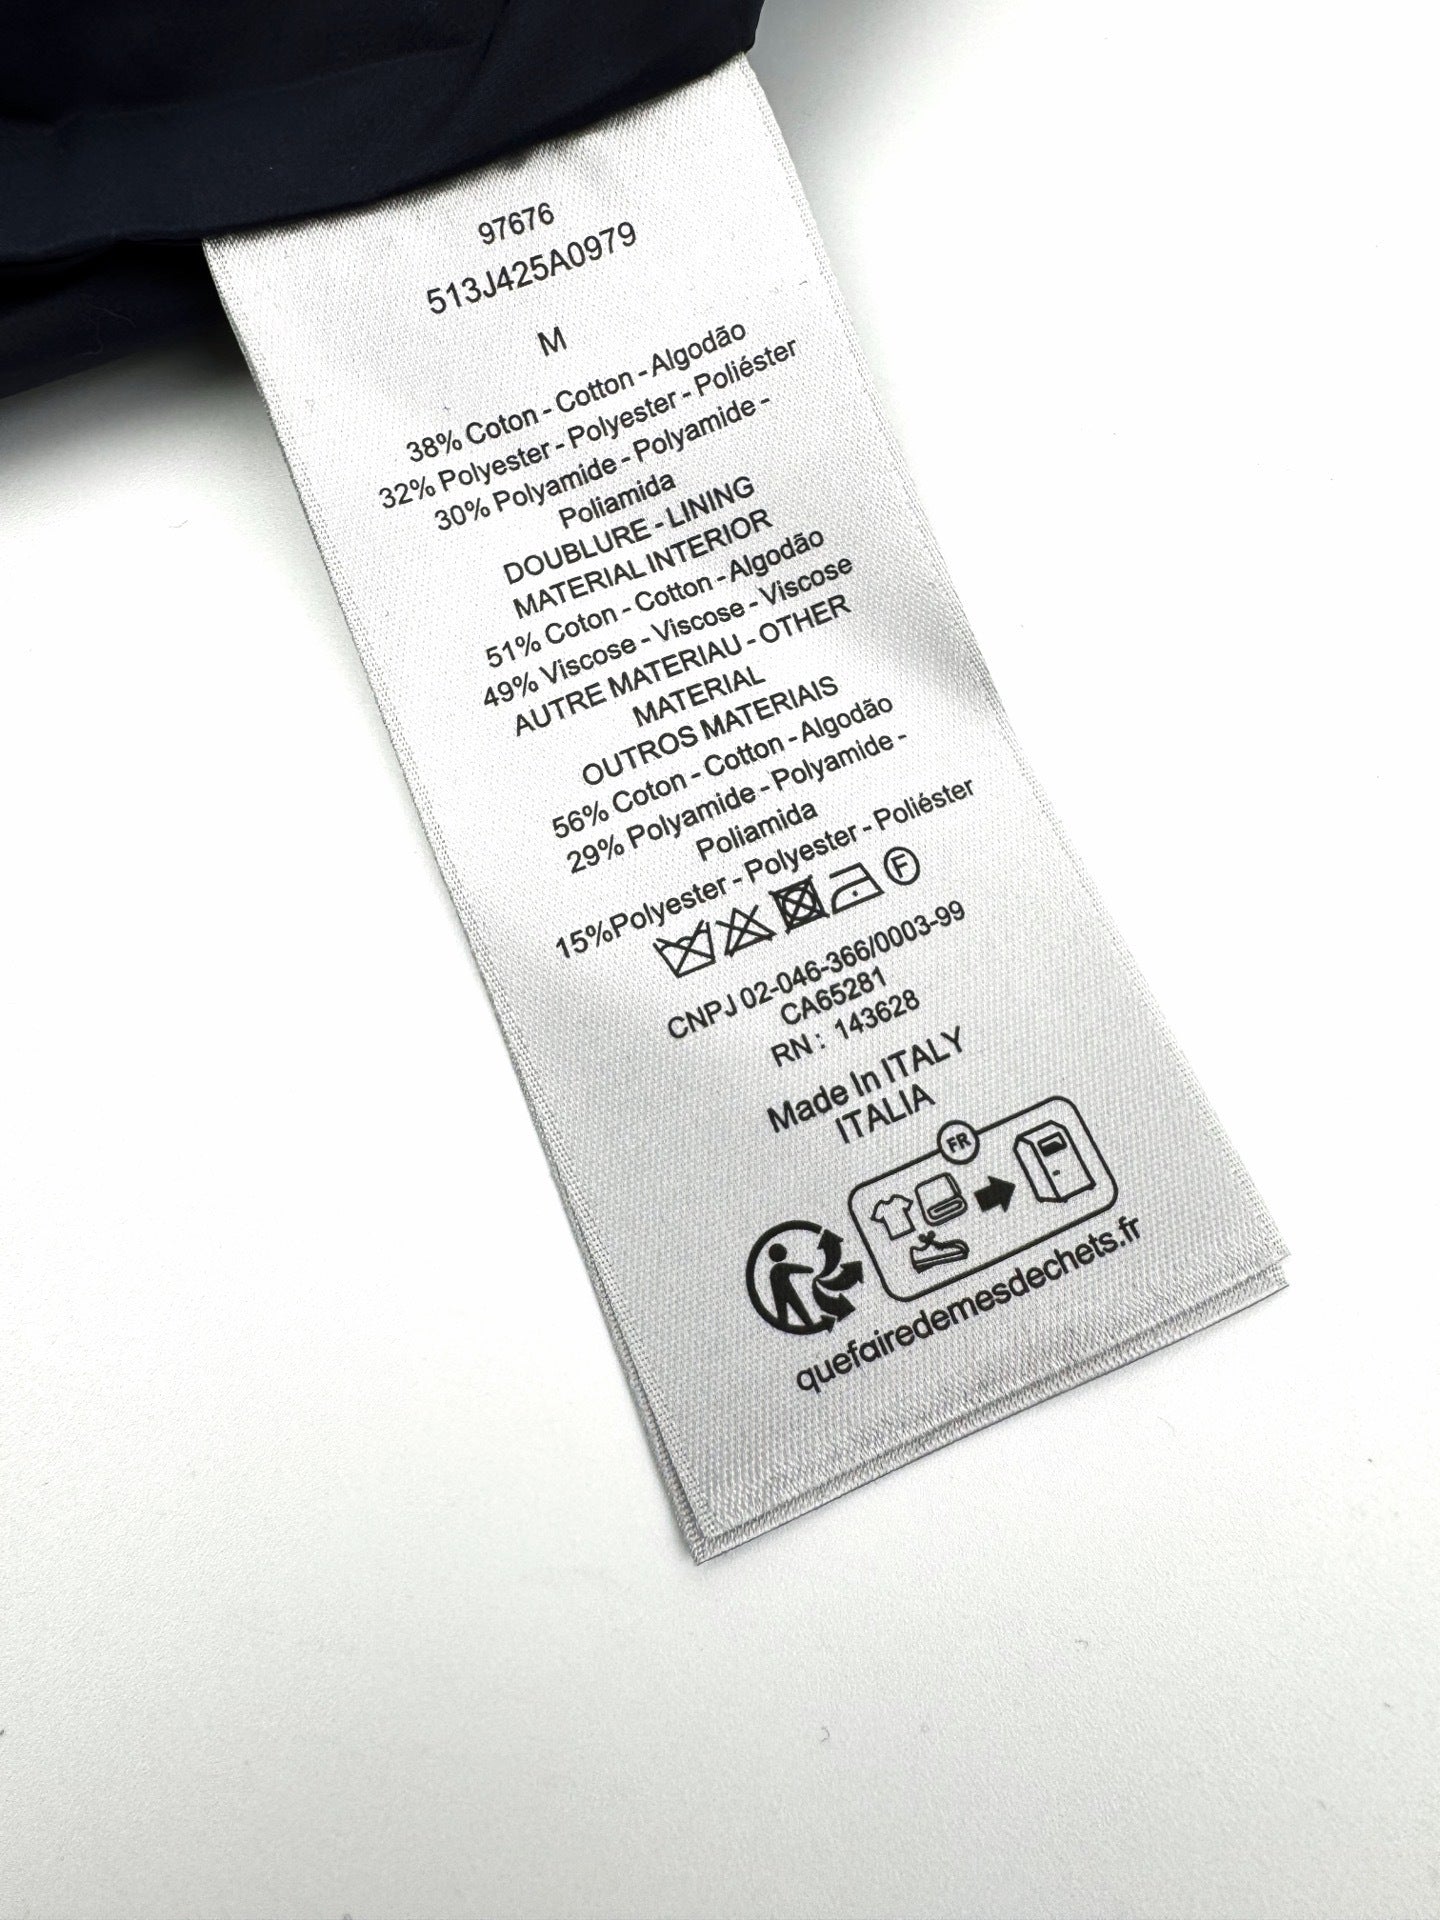 97676
513J425A0979
M
38% Coton - Cotton - Algodão
32% Polyester - Polyester - Poliéster
30% Polyamide - Polyamide -
Poliamida
DOUBLURE - LINING
MATERIAL INTERIOR
51% Coton - Cotton - Algodão
49% Viscose - Viscose - Viscose
AUTRE MATERIAU - OTHER
MATERIAL
OUTROS MATERIAIS
56% Coton - Cotton - Algodão
29% Polyamide - Polyamide -
Poliamida
15%Polyester - Polyester - Poliéster
F
CNPJ 02-046-366/0003-99
CA65281
RN : 143628
Made In ITALY
ITALIA
FR
quefairedemesdechets.fr